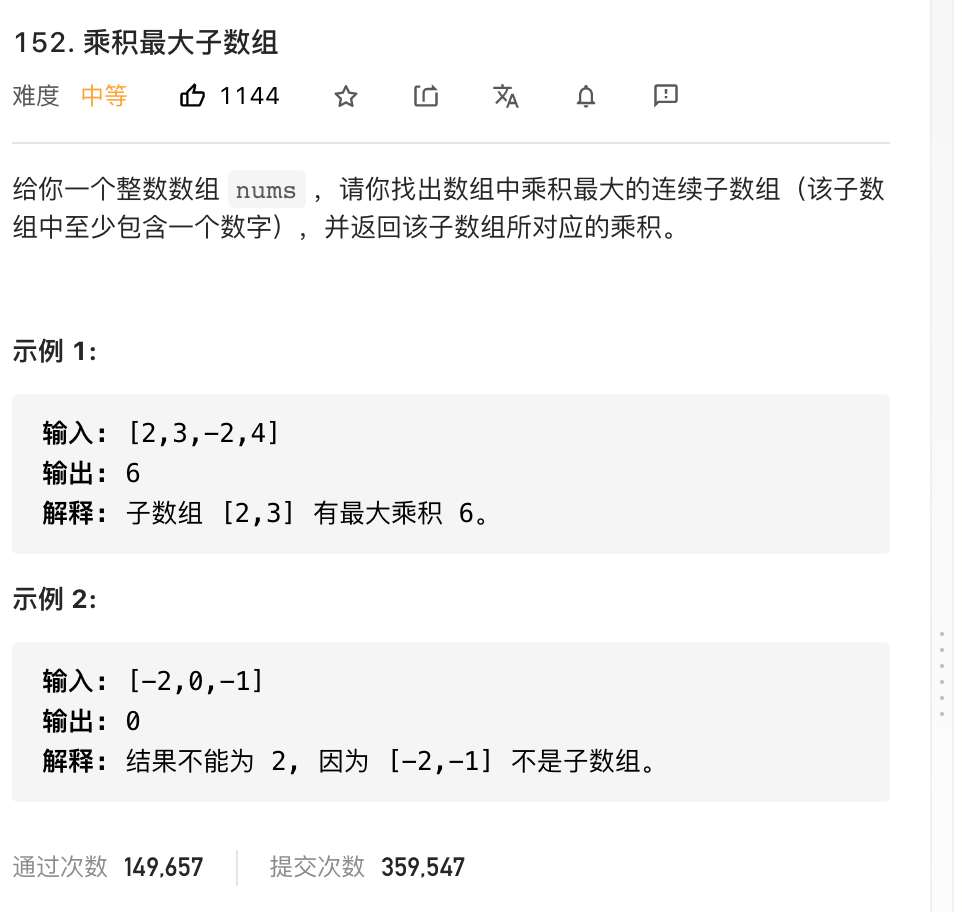 152. 乘积最大子数组
难度 中等 1144
给你一个整数数组 nums ，请你找出数组中乘积最大的连续子数组（该子数
组中至少包含一个数字），并返回该子数组所对应的乘积。
示例 1:
输入: [2,3,-2,4]
输出: 6
解释: 子数组 [2,3] 有最大乘积 6。
示例 2:
输入: [-2,0,-1]
输出: 0
解释: 结果不能为 2, 因为 [-2,-1] 不是子数组。
通过次数 149,657 提交次数 359,547